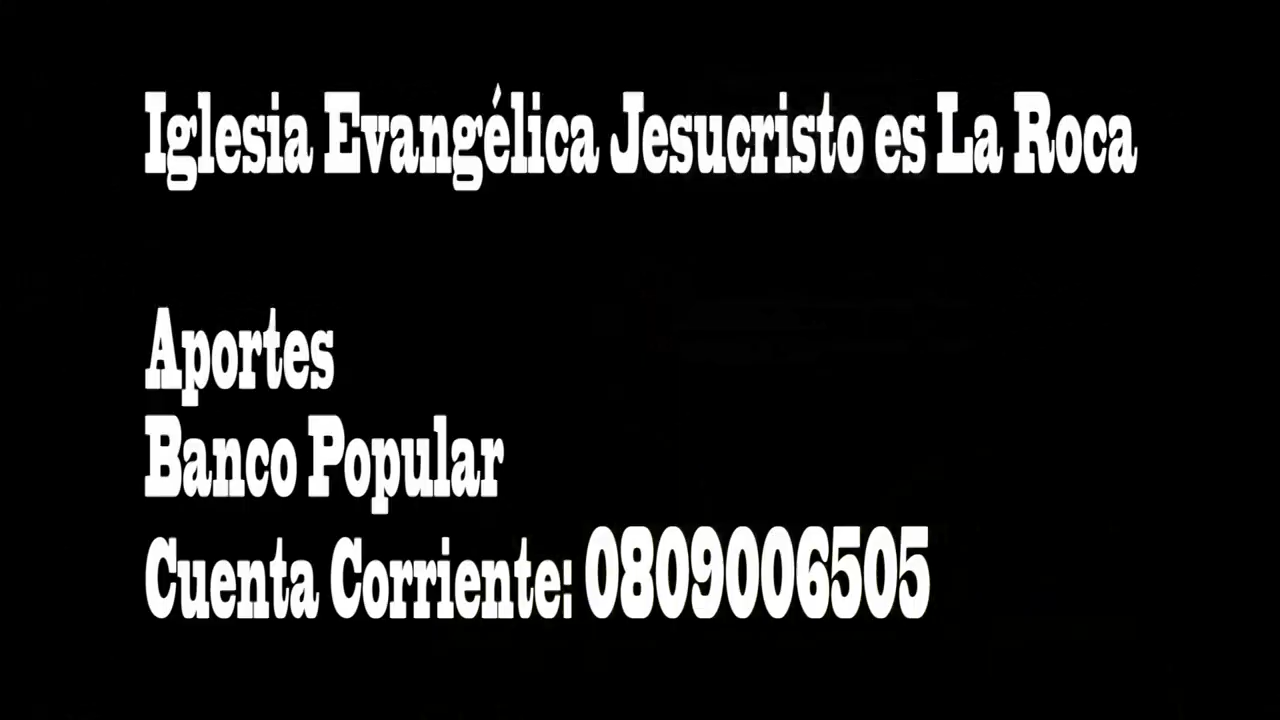 Iglesia Evangélica Jesucristo es La Roca
Aportes
Banco Popular
Cuenta Corriente: 0809006505